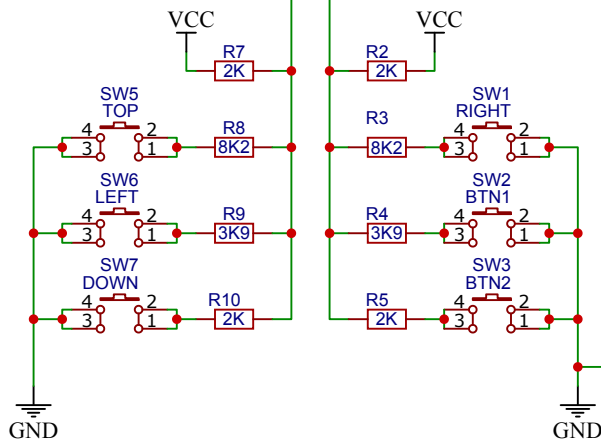 VCC VCC
R7 R2
2K 2K
SW5 SW1
TOP RIGHT
R8 R3
4 2 4 2
3 1 8K2 8K2 3 1
SW6 SW2
LEFT BTN1
4 2 R9 R4 4 2
3 1 3K9 3K9 3 1
SW7 SW3
DOWN BTN2
4 2 R10 R5 4 2
3 1 2K 2K 3 1
GND GND